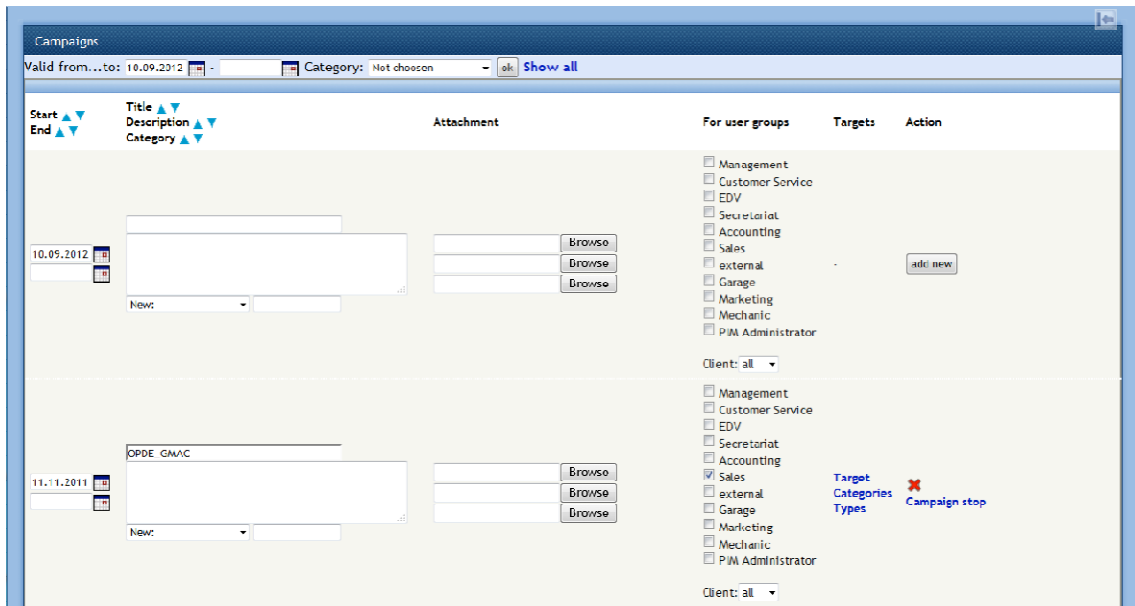 Campaigns
Valid from...to: 10.09.2012 - Category: Not choosen ok Show all
Start
End
Title
Description
Category
Attachment
For user groups
Targets
Action
10.09.2012
New:
Browse
Browse
Browse
Management
Customer Service
EDV
Secretariat
Accounting
Sales
external
Garage
Marketing
Mechanic
PIM Administrator
Client: all
-
add new
11.11.2011
OPDE GMAC
New:
Browse
Browse
Browse
Management
Customer Service
EDV
Secretariat
Accounting
Sales
external
Garage
Marketing
Mechanic
PIM Administrator
Client: all
Target
Categories
Types
Campaign stop